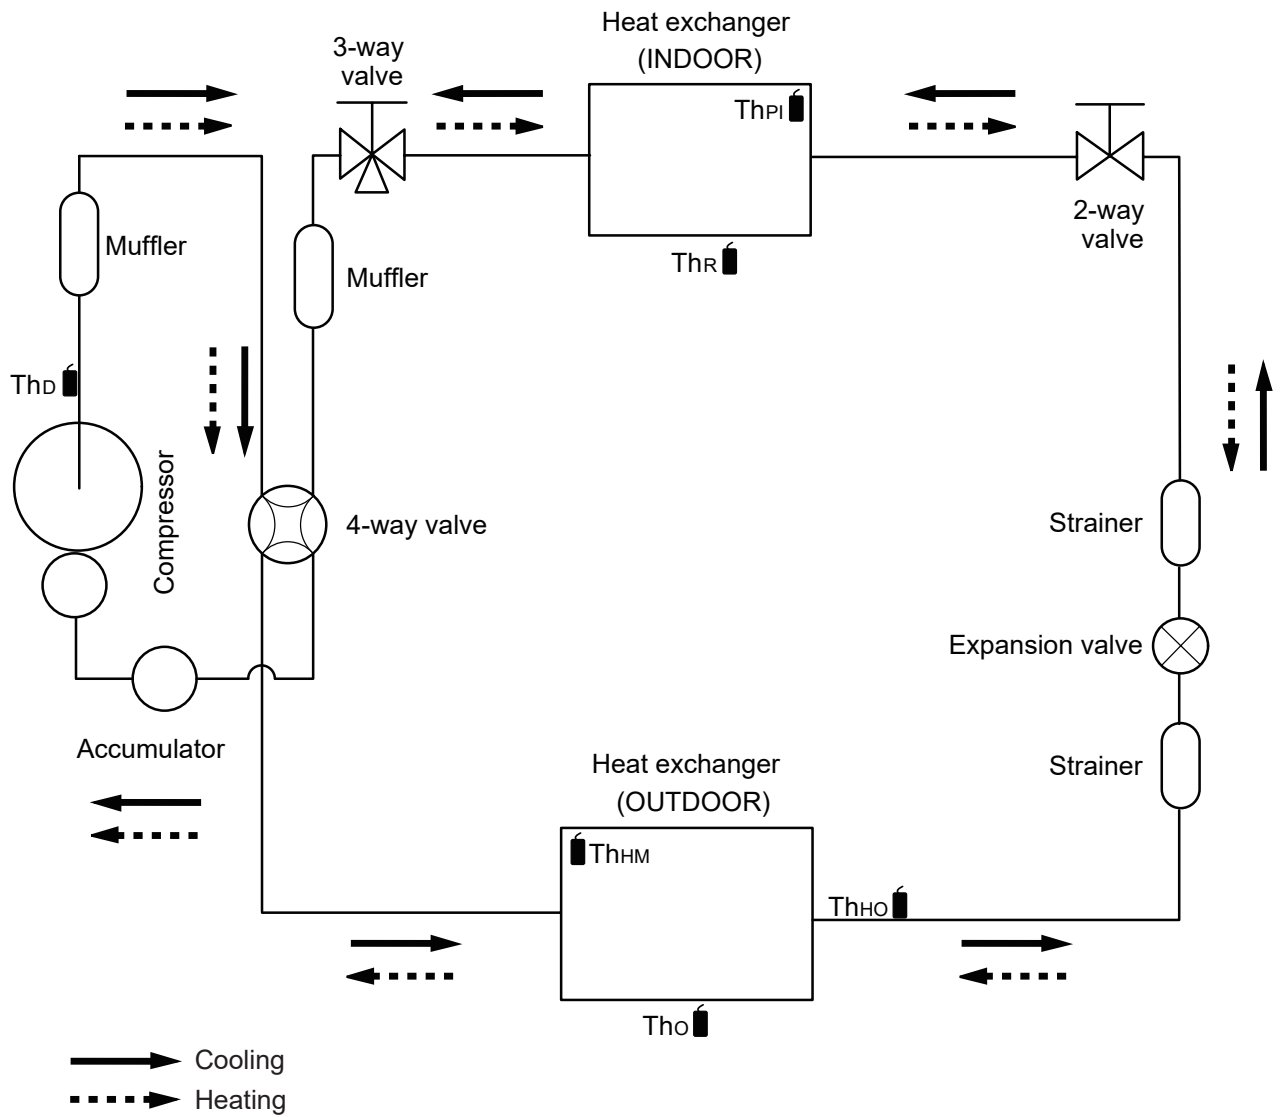 Heat exchanger
(INDOOR)
3-way
valve
ThPI
2-way
valve
Muffler
Muffler
ThR
ThD
Compressor
4-way valve
Strainer
Expansion valve
Accumulator
Heat exchanger
(OUTDOOR)
Strainer
ThHM
ThHO
ThO
Cooling
Heating